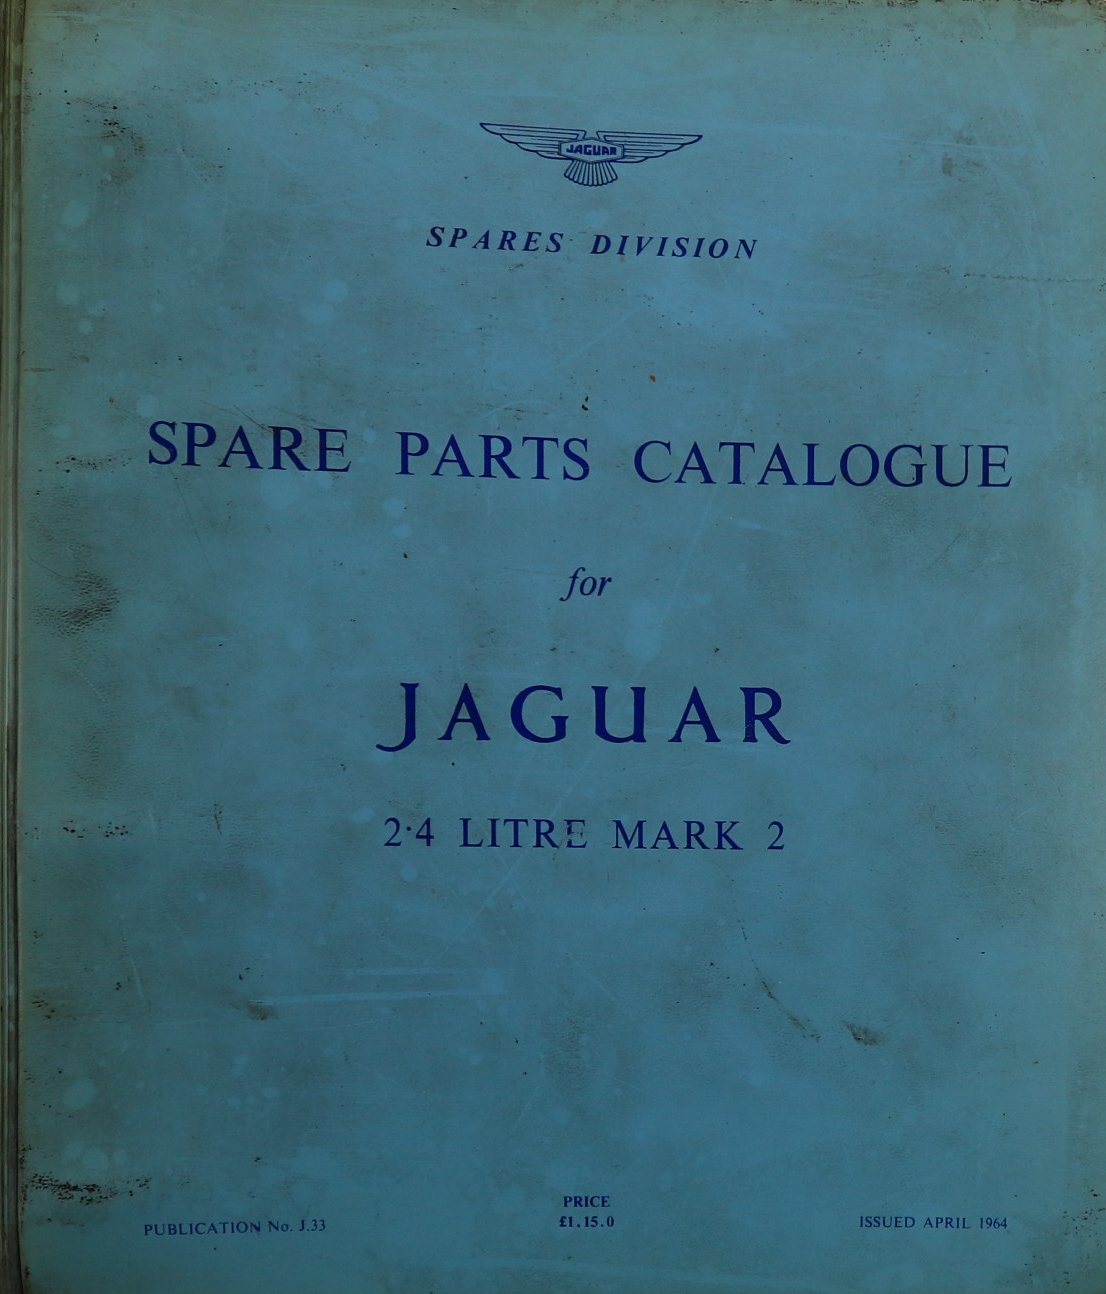 JAGUAR
SPARES DIVISION
SPARE PARTS CATALOGUE
for
JAGUAR
2·4 LITRE MARK 2
PRICE
£1.15.0
PUBLICATION No. J.33
ISSUED APRIL 1964